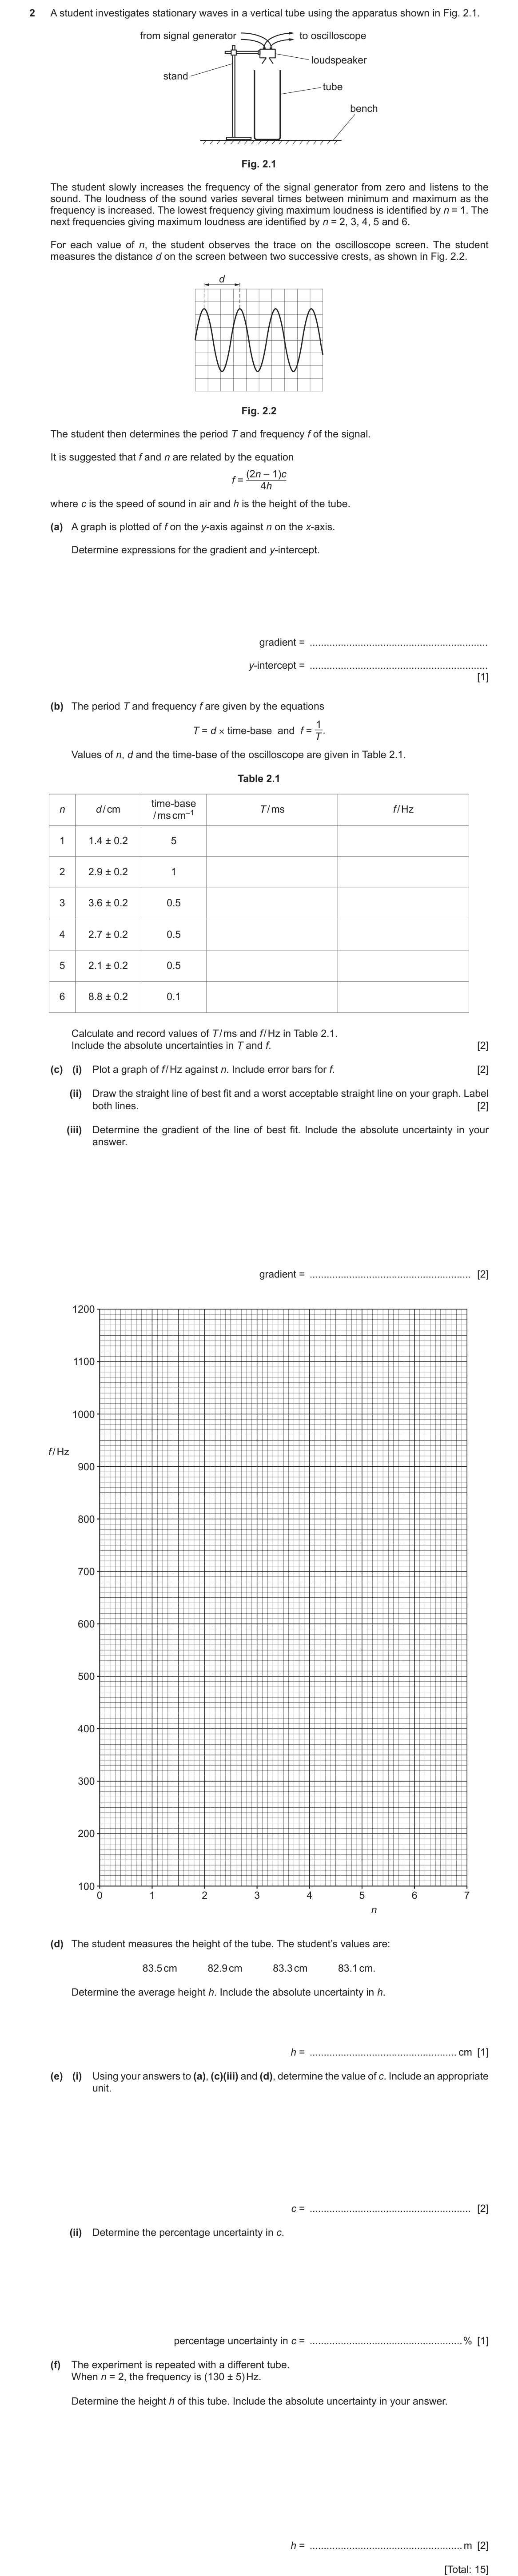 2 A student investigates stationary waves in a vertical tube using the apparatus shown in Fig. 2.1.
from signal generator
to oscilloscope
loudspeaker
stand
tube
bench
Fig. 2.1
The student slowly increases the frequency of the signal generator from zero and listens to the
sound. The loudness of the sound varies several times between minimum and maximum as the
frequency is increased. The lowest frequency giving maximum loudness is identified by n = 1. The
next frequencies giving maximum loudness are identified by n = 2, 3, 4, 5 and 6.
For each value of n, the student observes the trace on the oscilloscope screen. The student
measures the distance d on the screen between two successive crests, as shown in Fig. 2.2.
d
Fig. 2.2
The student then determines the period T and frequency f of the signal.
It is suggested that f and n are related by the equation
f = (2n – 1)c / 4h
where c is the speed of sound in air and h is the height of the tube.
(a) A graph is plotted of f on the y-axis against n on the x-axis.
Determine expressions for the gradient and y-intercept.
gradient = ...............................................................
y-intercept = ...............................................................
[1]
(b) The period T and frequency f are given by the equations
T = d × time-base and f = 1/T.
Values of n, d and the time-base of the oscilloscope are given in Table 2.1.
Table 2.1
n d/cm time-base /ms cm⁻¹ T/ms f/Hz
1 1.4 ± 0.2 5
2 2.9 ± 0.2 1
3 3.6 ± 0.2 0.5
4 2.7 ± 0.2 0.5
5 2.1 ± 0.2 0.5
6 8.8 ± 0.2 0.1
Calculate and record values of T/ms and f/Hz in Table 2.1.
Include the absolute uncertainties in T and f. [2]
(c) (i) Plot a graph of f/Hz against n. Include error bars for f. [2]
(ii) Draw the straight line of best fit and a worst acceptable straight line on your graph. Label
both lines. [2]
(iii) Determine the gradient of the line of best fit. Include the absolute uncertainty in your
answer.
gradient = ......................................................... [2]
1200
1100
1000
f/Hz
900
800
700
600
500
400
300
200
100
0 1 2 3 4 5 6 7
n
(d) The student measures the height of the tube. The student's values are:
83.5 cm 82.9 cm 83.3 cm 83.1 cm.
Determine the average height h. Include the absolute uncertainty in h.
h = .................................................... cm [1]
(e) (i) Using your answers to (a), (c)(iii) and (d), determine the value of c. Include an appropriate
unit.
c = ......................................................... [2]
(ii) Determine the percentage uncertainty in c.
percentage uncertainty in c = ...................................................... % [1]
(f) The experiment is repeated with a different tube.
When n = 2, the frequency is (130 ± 5) Hz.
Determine the height h of this tube. Include the absolute uncertainty in your answer.
h = ...................................................... m [2]
[Total: 15]